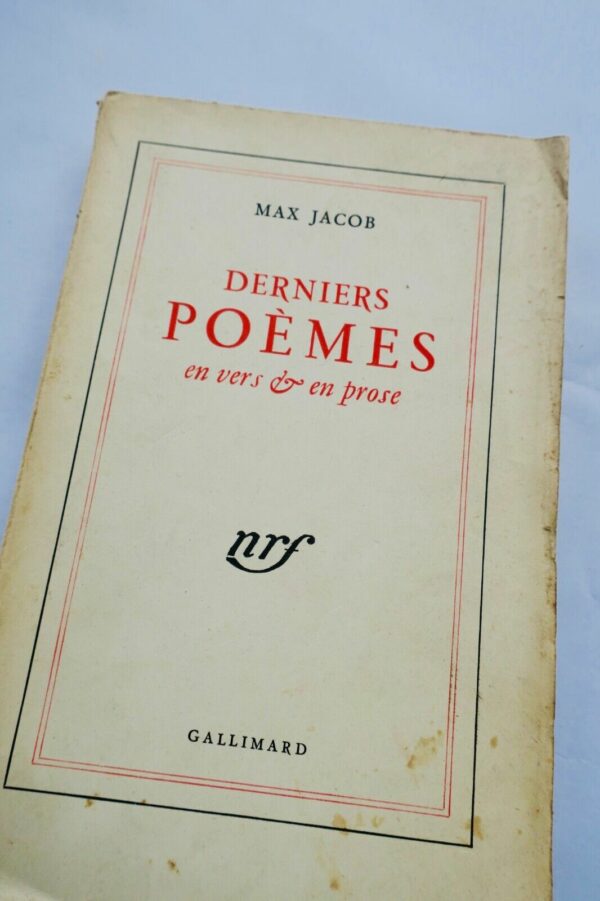 MAX JACOB
DERNIERS
POÈMES
en vers & en prose
nrf
GALLIMARD